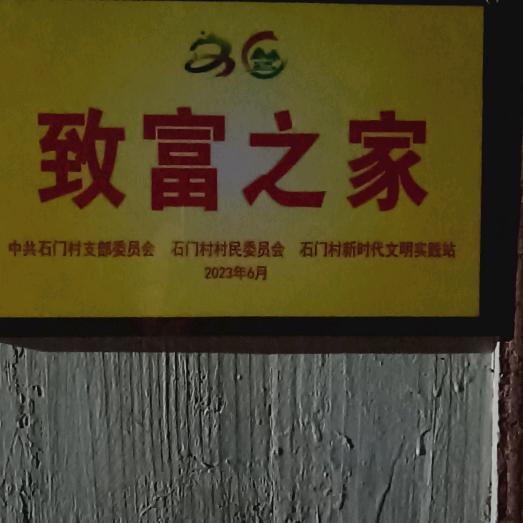 致富之家
中共石门村支部委员会 石门村村民委员会 石门村新时代文明实践站
2023年6月